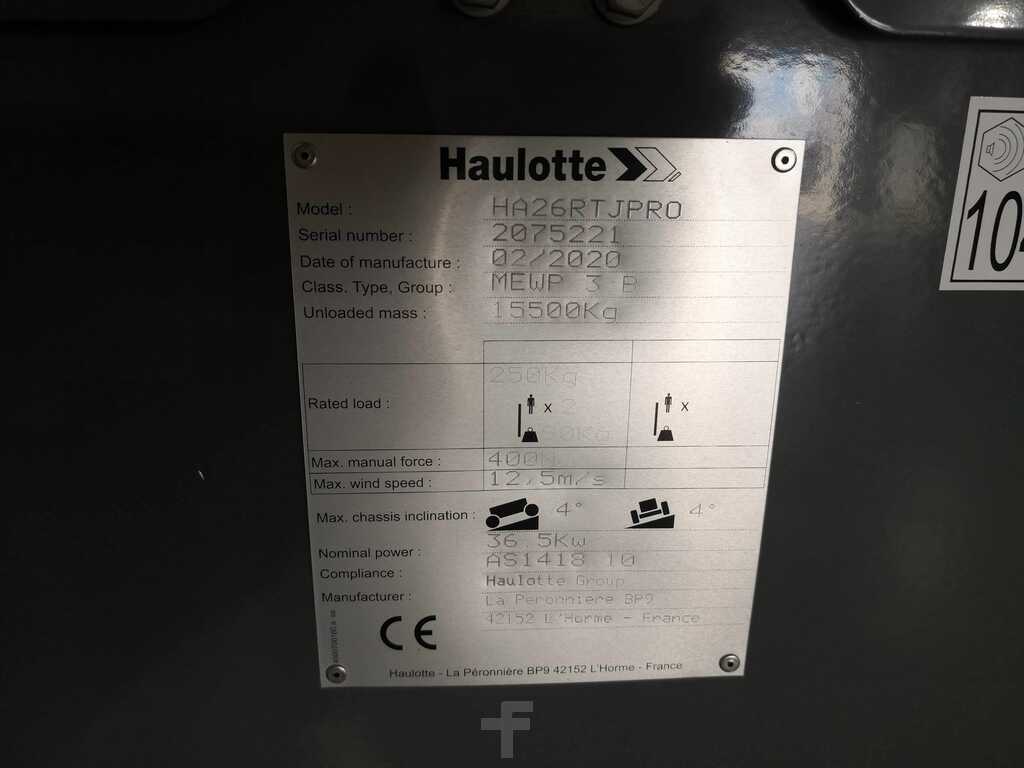 Haulotte
Model : HA26RTJPRO
Serial number : 2075221
Date of manufacture : 02/2020
Class. Type, Group : MEWP 3 B
Unloaded mass : 15500Kg
250Kg
Rated load : x 2 x
90Kg
Max. manual force : 400N
Max. wind speed : 12,5m/s
Max. chassis inclination : 4° 4°
Nominal power : 36.5Kw
Compliance : AS1418.10
Manufacturer : Haulotte Group
La Peronniere BP9
42152 L'Horme - France
CE
Haulotte - La Péronnière BP9 42152 L'Horme - France